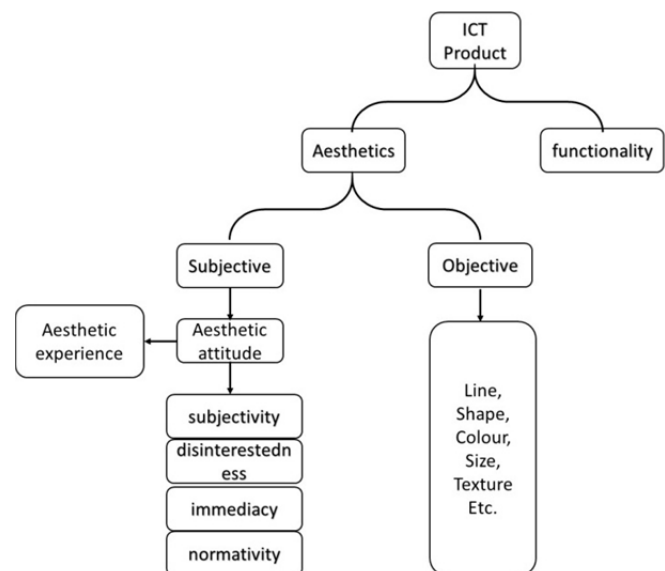 ICT
Product
Aesthetics
functionality
Subjective
Objective
Aesthetic
experience
Aesthetic
attitude
subjectivity
disinterestedn
ess
immediacy
normativity
Line,
Shape,
Colour,
Size,
Texture
Etc.